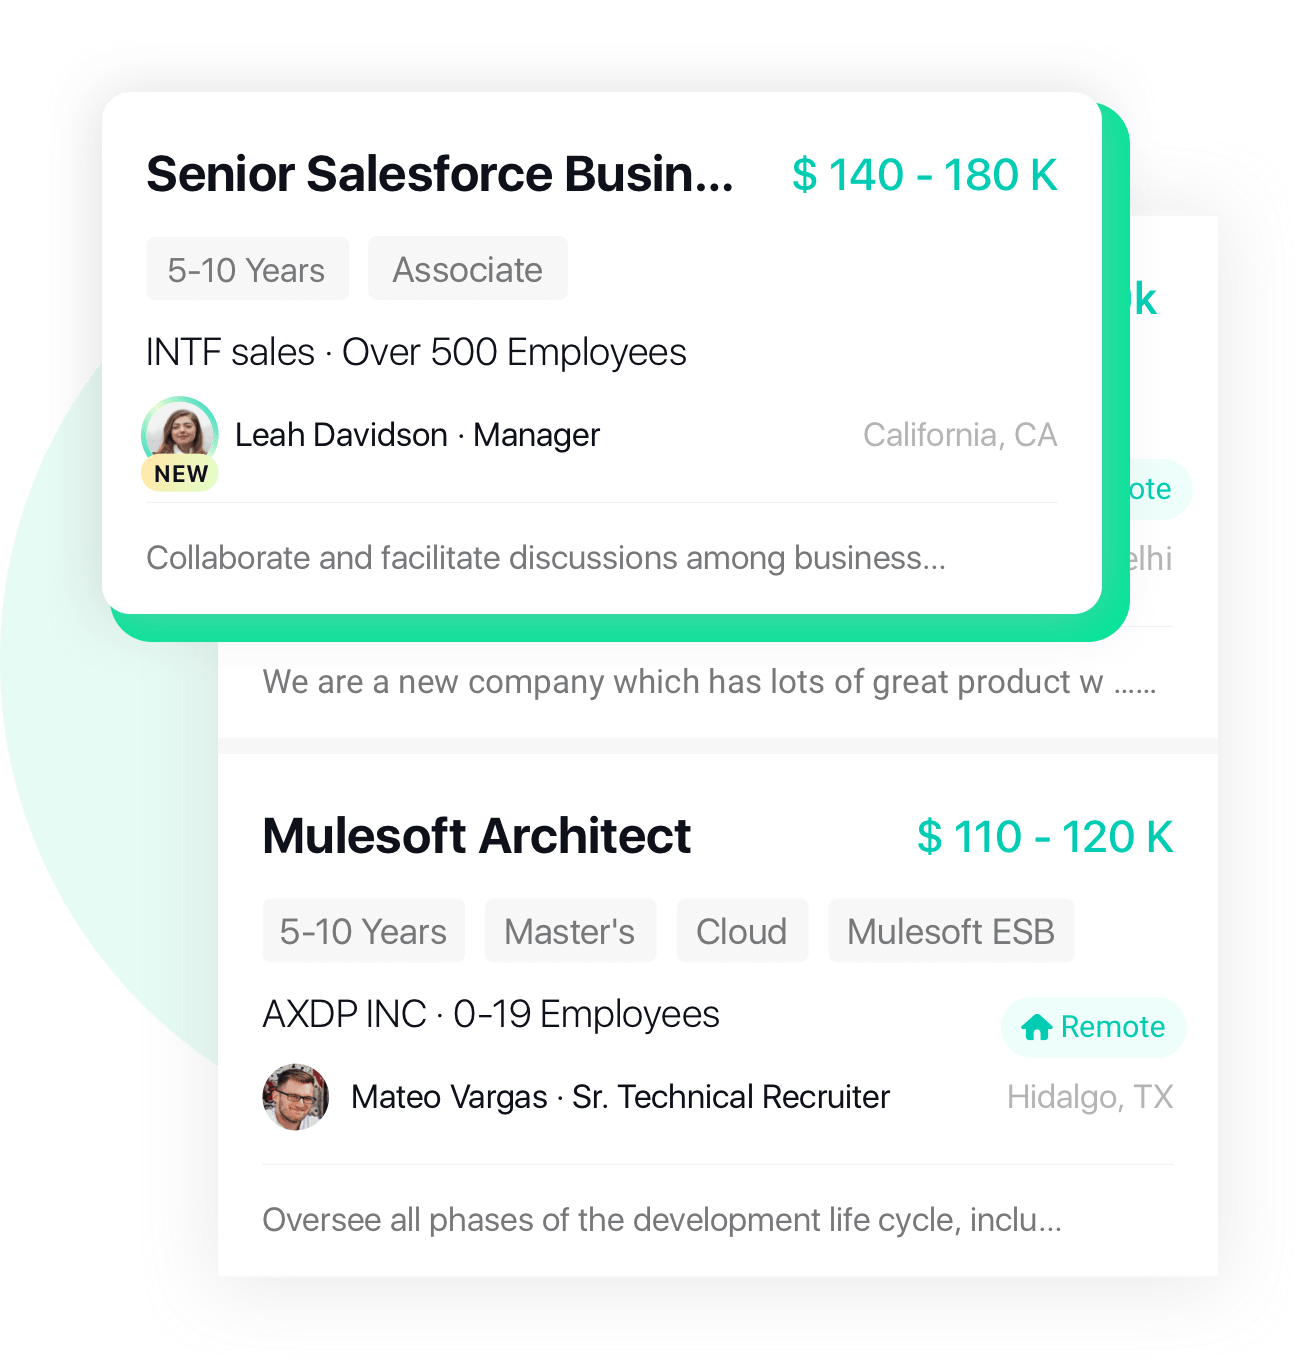 Senior Salesforce Busin... $ 140 - 180 K
5-10 Years Associate
INTF sales · Over 500 Employees
Leah Davidson · Manager California, CA
NEW
Collaborate and facilitate discussions among business...
k
ote
elhi
We are a new company which has lots of great product w ......
Mulesoft Architect $ 110 - 120 K
5-10 Years Master's Cloud Mulesoft ESB
AXDP INC · 0-19 Employees
Remote
Mateo Vargas · Sr. Technical Recruiter Hidalgo, TX
Oversee all phases of the development life cycle, inclu...